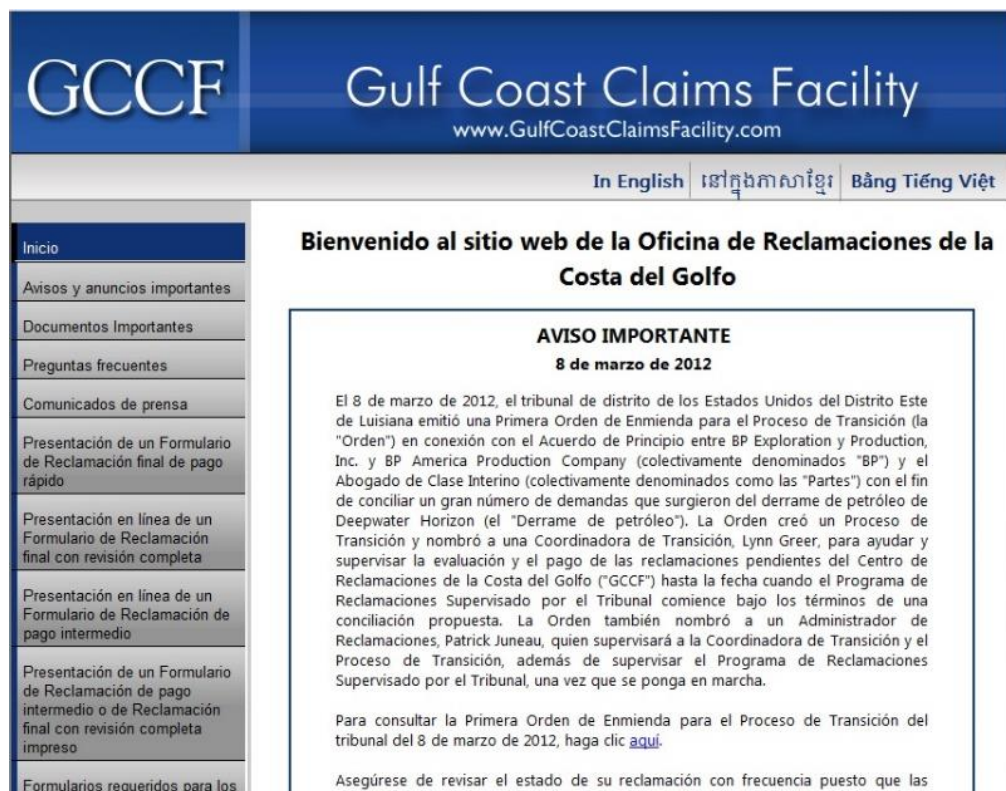 GCCF
Gulf Coast Claims Facility
www.GulfCoastClaimsFacility.com
In English នៅក្នុងភាសាខ្មែរ Bằng Tiếng Việt
Inicio
Avisos y anuncios importantes
Documentos Importantes
Preguntas frecuentes
Comunicados de prensa
Presentación de un Formulario
de Reclamación final de pago
rápido
Presentación en línea de un
Formulario de Reclamación
final con revisión completa
Presentación en línea de un
Formulario de Reclamación de
pago intermedio
Presentación de un Formulario
de Reclamación de pago
intermedio o de Reclamación
final con revisión completa
impreso
Formularios requeridos para los
Bienvenido al sitio web de la Oficina de Reclamaciones de la
Costa del Golfo
AVISO IMPORTANTE
8 de marzo de 2012
El 8 de marzo de 2012, el tribunal de distrito de los Estados Unidos del Distrito Este
de Luisiana emitió una Primera Orden de Enmienda para el Proceso de Transición (la
"Orden") en conexión con el Acuerdo de Principio entre BP Exploration y Production,
Inc. y BP America Production Company (colectivamente denominados "BP") y el
Abogado de Clase Interino (colectivamente denominados como las "Partes") con el fin
de conciliar un gran número de demandas que surgieron del derrame de petróleo de
Deepwater Horizon (el "Derrame de petróleo"). La Orden creó un Proceso de
Transición y nombró a una Coordinadora de Transición, Lynn Greer, para ayudar y
supervisar la evaluación y el pago de las reclamaciones pendientes del Centro de
Reclamaciones de la Costa del Golfo ("GCCF") hasta la fecha cuando el Programa de
Reclamaciones Supervisado por el Tribunal comience bajo los términos de una
conciliación propuesta. La Orden también nombró a un Administrador de
Reclamaciones, Patrick Juneau, quien supervisará a la Coordinadora de Transición y el
Proceso de Transición, además de supervisar el Programa de Reclamaciones
Supervisado por el Tribunal, una vez que se ponga en marcha.
Para consultar la Primera Orden de Enmienda para el Proceso de Transición del
tribunal del 8 de marzo de 2012, haga clic aquí.
Asegúrese de revisar el estado de su reclamación con frecuencia puesto que las